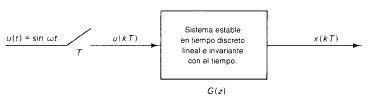 u(t) = sin ωt
T
u(kT)
Sistema estable
en tiempo discreto
lineal e invariante
con el tiempo.
x(kT)
G(z)